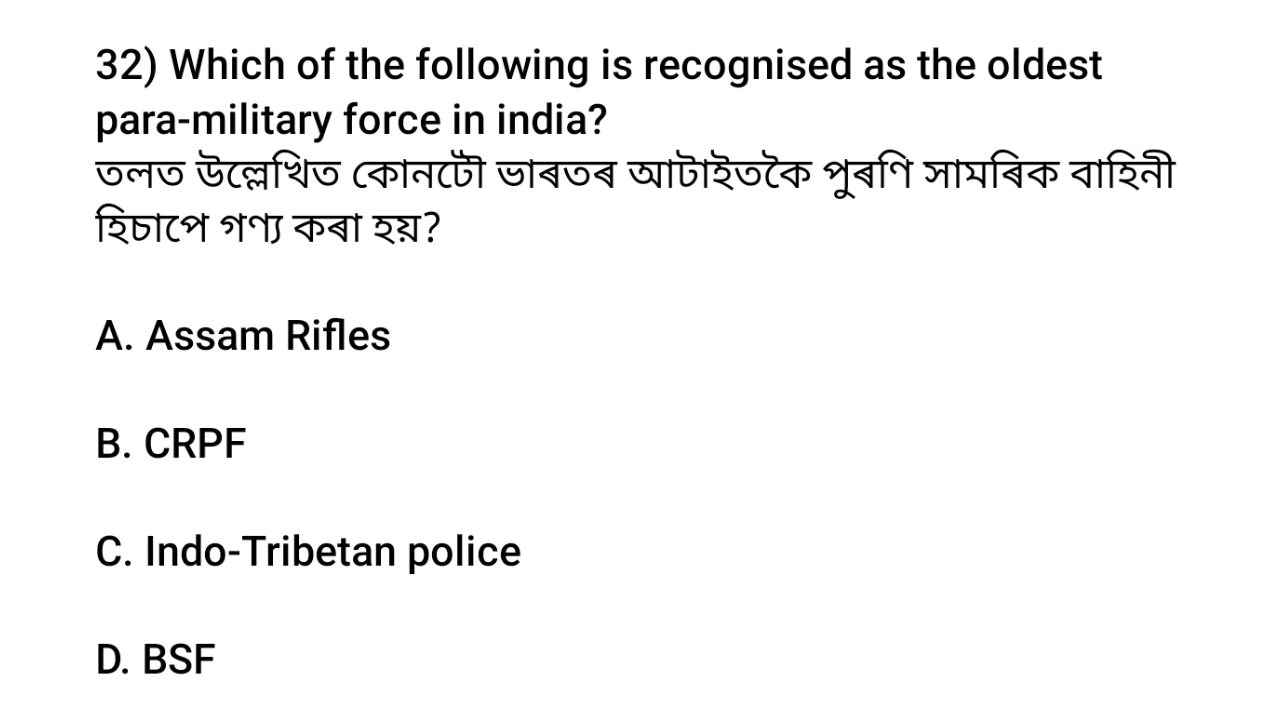 32) Which of the following is recognised as the oldest
para-military force in india?
তলত উল্লেখিত কোনটৌ ভাৰতৰ আটাইতকৈ পুৰণি সামৰিক বাহিনী
হিচাপে গণ্য কৰা হয়?
A. Assam Rifles
B. CRPF
C. Indo-Tribetan police
D. BSF